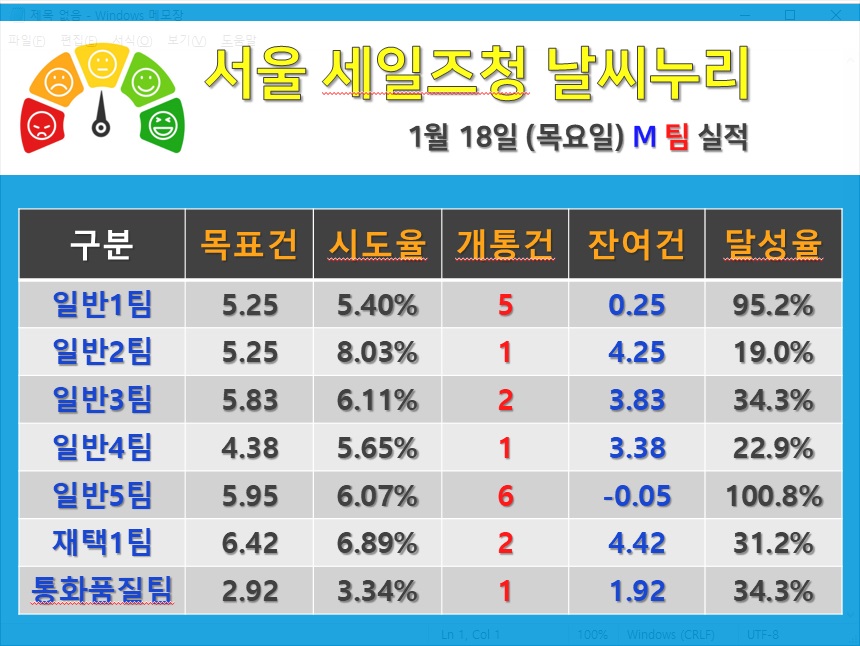 제목 없음 - Windows 메모장
파일(F) 편집(E) 서식(O) 보기(V) 도움말
서울 세일즈청 날씨누리
1월 18일 (목요일) M 팀 실적
구분 목표건 시도율 개통건 잔여건 달성율
일반1팀 5.25 5.40% 5 0.25 95.2%
일반2팀 5.25 8.03% 1 4.25 19.0%
일반3팀 5.83 6.11% 2 3.83 34.3%
일반4팀 4.38 5.65% 1 3.38 22.9%
일반5팀 5.95 6.07% 6 -0.05 100.8%
재택1팀 6.42 6.89% 2 4.42 31.2%
통화품질팀 2.92 3.34% 1 1.92 34.3%
Ln 1, Col 1 100% Windows (CRLF) UTF-8